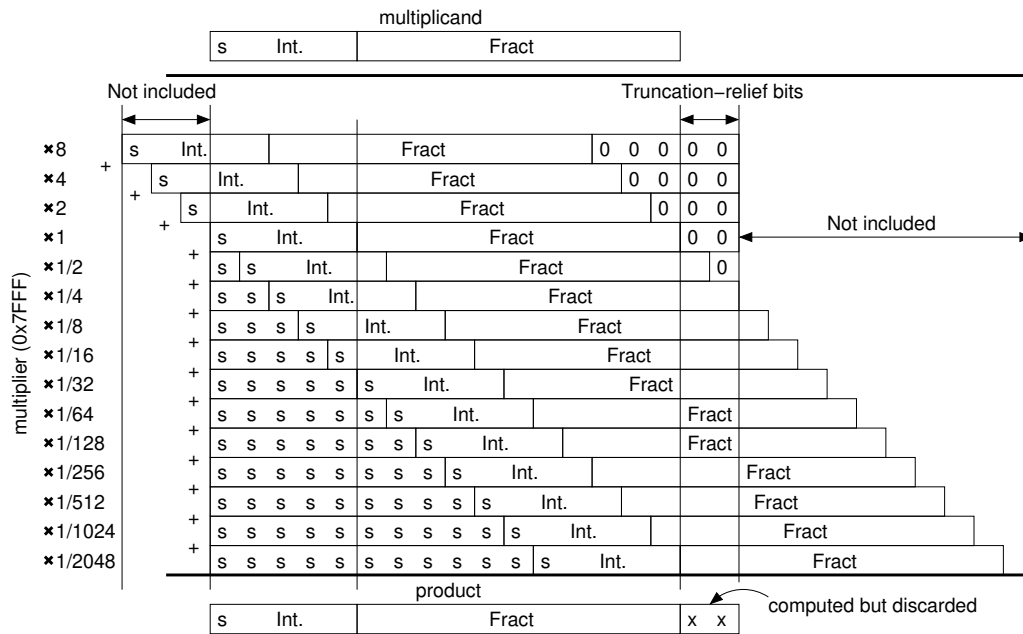 multiplicand
s Int. Fract
Not included Truncation−relief bits
×8 s Int. Fract 0 0 0 0 0
+
×4 s Int. Fract 0 0 0 0
+
×2 s Int. Fract 0 0 0
+ Not included
×1 s Int. Fract 0 0
+
×1/2 s s Int. Fract 0
+
×1/4 s s s Int. Fract
+
×1/8 s s s s Int. Fract
+
×1/16 s s s s s Int. Fract
+
×1/32 s s s s s s Int. Fract
+
×1/64 s s s s s s s Int. Fract
+
×1/128 s s s s s s s s Int. Fract
+
×1/256 s s s s s s s s s Int. Fract
+
×1/512 s s s s s s s s s s Int. Fract
+
×1/1024 s s s s s s s s s s s Int. Fract
+
×1/2048 s s s s s s s s s s s s Int. Fract
multiplier (0x7FFF)
product
computed but discarded
s Int. Fract x x